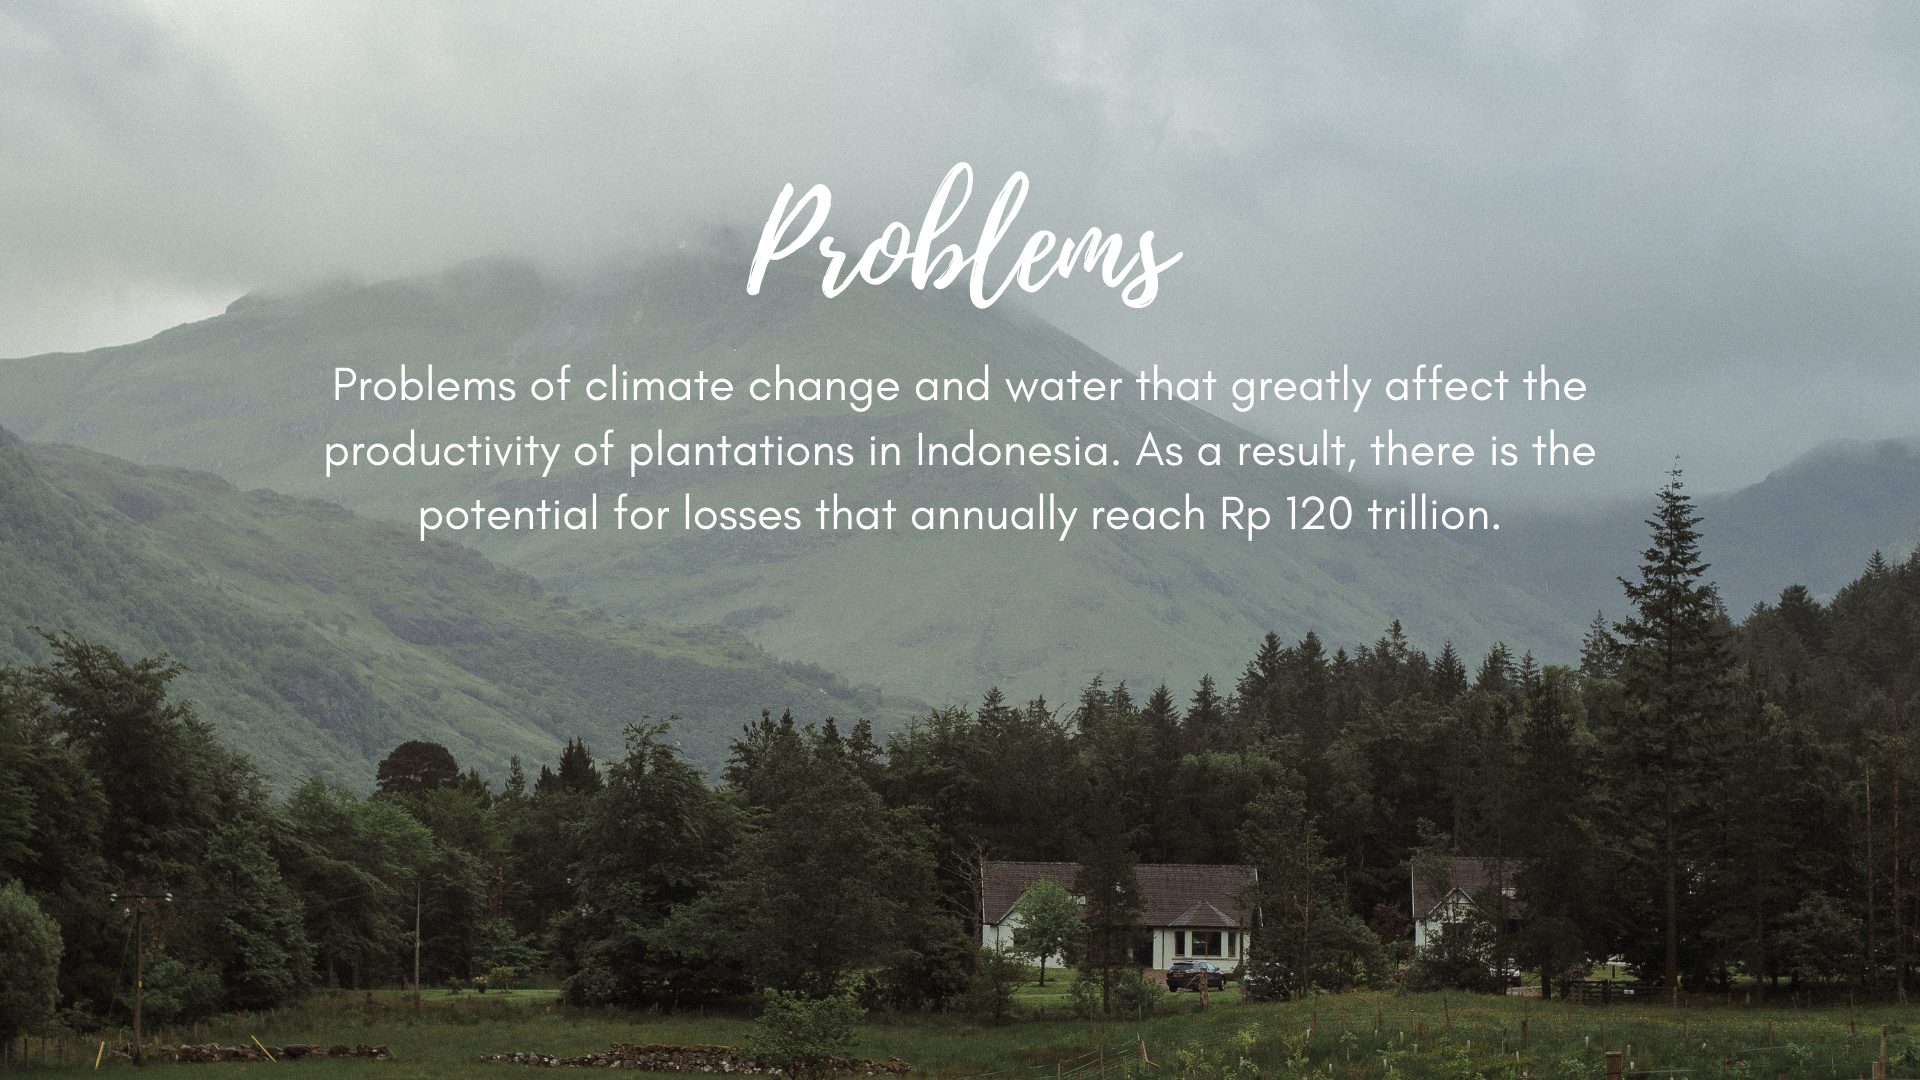 Problems
Problems of climate change and water that greatly affect the
productivity of plantations in Indonesia. As a result, there is the
potential for losses that annually reach Rp 120 trillion.